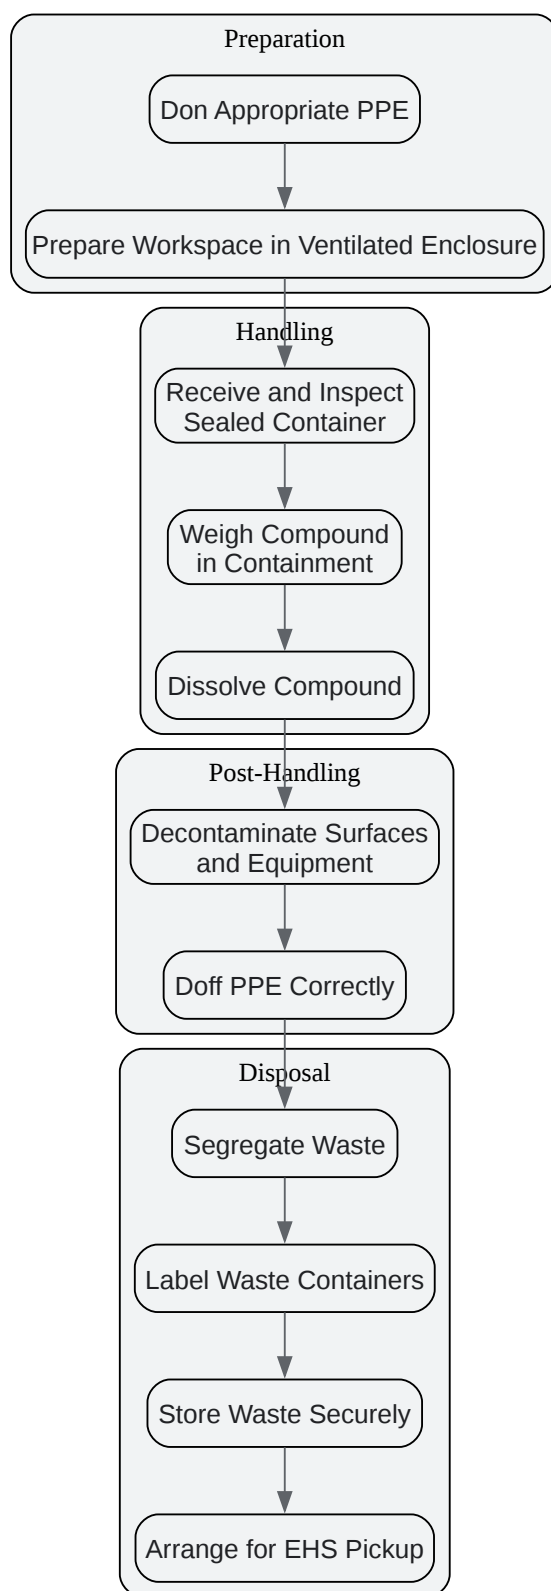 Preparation
Don Appropriate PPE
Prepare Workspace in Ventilated Enclosure
Handling
Receive and Inspect
Sealed Container
Weigh Compound
in Containment
Dissolve Compound
Post-Handling
Decontaminate Surfaces
and Equipment
Doff PPE Correctly
Disposal
Segregate Waste
Label Waste Containers
Store Waste Securely
Arrange for EHS Pickup